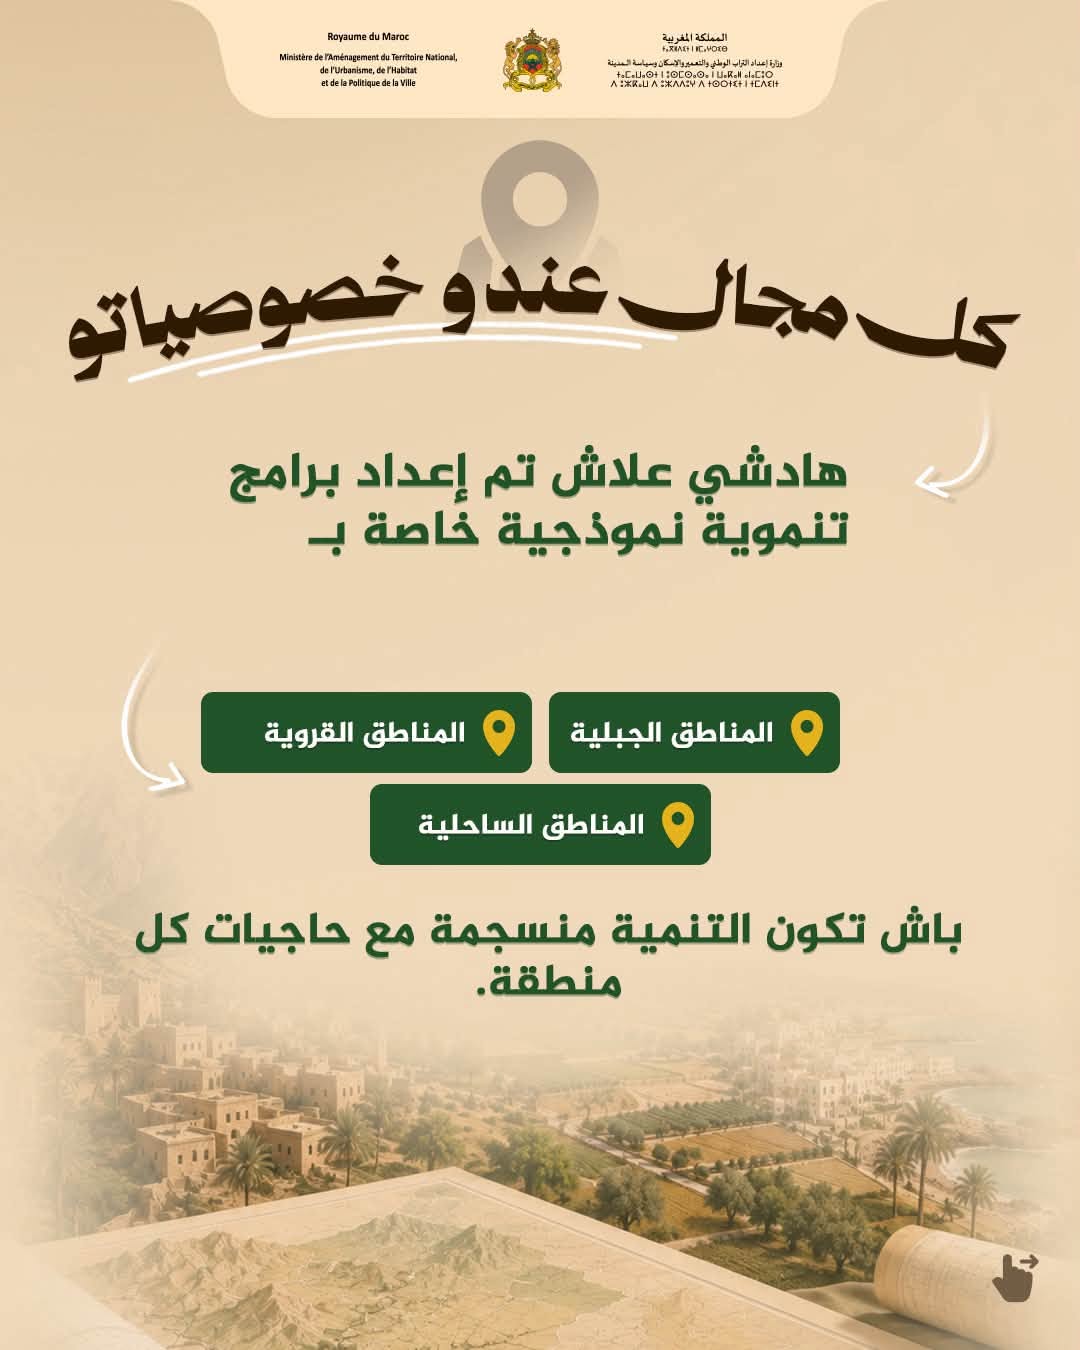 Royaume du Maroc
Ministère de l'Aménagement du Territoire National,
de l'Urbanisme, de l'Habitat
et de la Politique de la Ville
المملكة المغربية
ⵜⴰⴳⵍⴷⵉⵜ ⵏ ⵍⵎⵖⵔⵉⴱ
وزارة إعداد التراب الوطني والتعمير والإسكان وسياسة المدينة
كل مجال عندو خصوصياتو
هادشي علاش تم إعداد برامج
تنموية نموذجية خاصة بـ
المناطق الجبلية
المناطق القروية
المناطق الساحلية
باش تكون التنمية منسجمة مع حاجيات كل
منطقة.